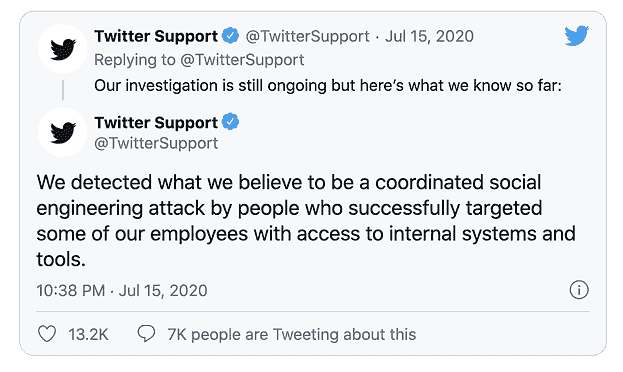 Twitter Support @TwitterSupport · Jul 15, 2020
Replying to @TwitterSupport
Our investigation is still ongoing but here's what we know so far:
Twitter Support
@TwitterSupport
We detected what we believe to be a coordinated social
engineering attack by people who successfully targeted
some of our employees with access to internal systems and
tools.
10:38 PM · Jul 15, 2020
13.2K 7K people are Tweeting about this